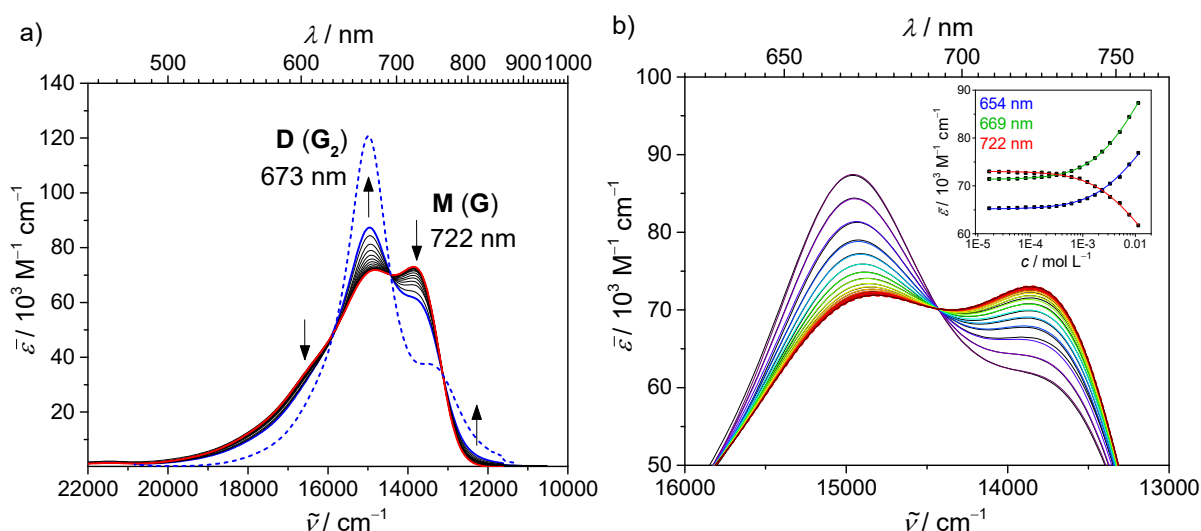 a)
λ / nm
500 600 700 800 900 1000
ε̄ / 10³ M⁻¹ cm⁻¹
140
120
100
80
60
40
20
D (G₂)
673 nm
M (G)
722 nm
22000 20000 18000 16000 14000 12000 10000
ν̃ / cm⁻¹
b)
λ / nm
650 700 750
ε̄ / 10³ M⁻¹ cm⁻¹
100
90
80
70
60
50
654 nm
669 nm
722 nm
ε̄ / 10³ M⁻¹ cm⁻¹
90
80
70
60
1E-5 1E-4 1E-3 0.01
c / mol L⁻¹
16000 15000 14000 13000
ν̃ / cm⁻¹